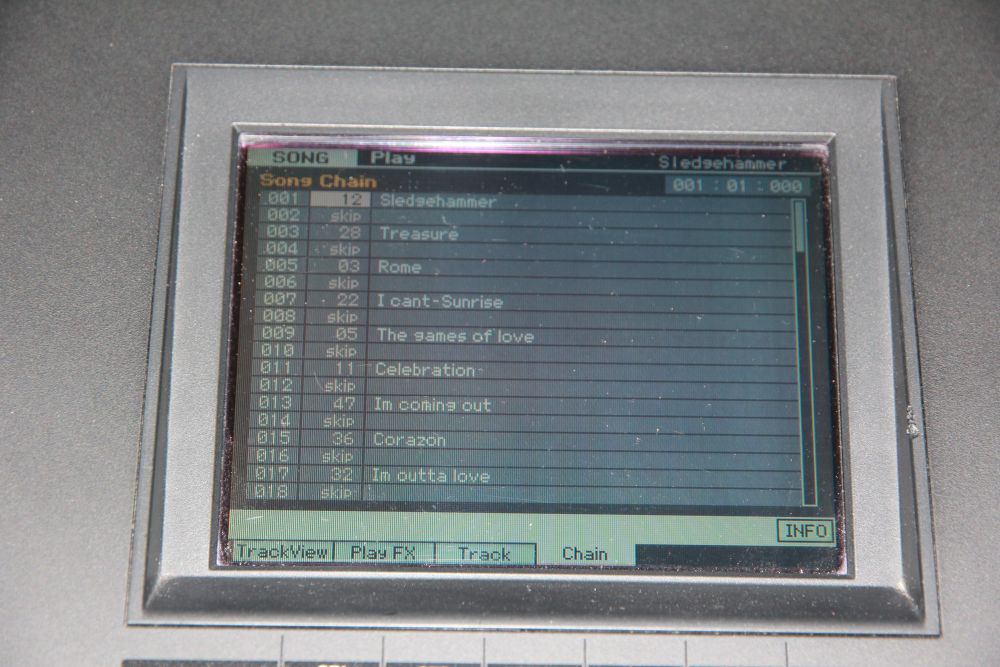 SONG Play Sledgehammer
Song Chain 001 : 01 : 000
001 12 Sledgehammer
002 skip
003 28 Treasure
004 skip
005 03 Rome
006 skip
007 22 I cant-Sunrise
008 skip
009 05 The games of love
010 skip
011 11 Celebration-
012 skip
013 47 Im coming out
014 skip
015 36 Corazon
016 skip
017 32 Im outta love
018 skip
INFO
TrackView Play FX Track Chain